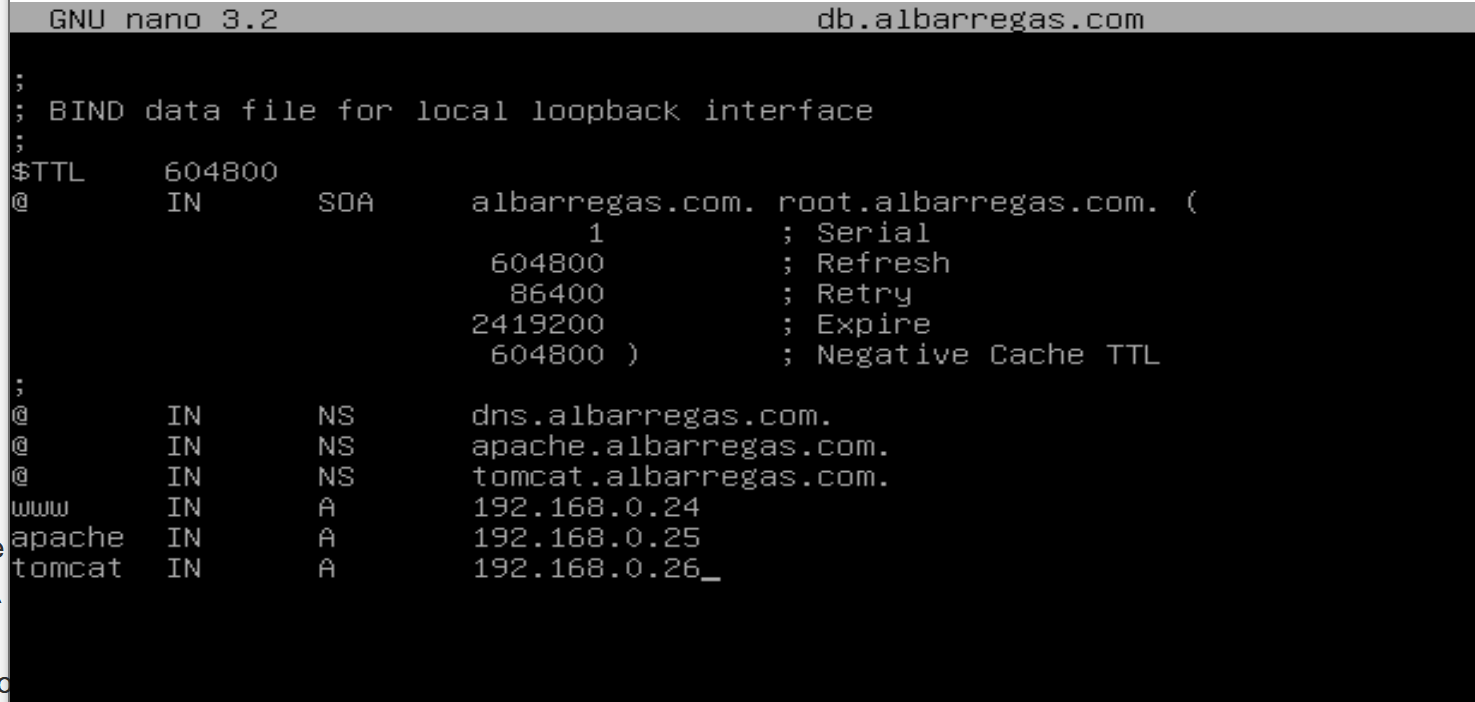 GNU nano 3.2 db.albarregas.com
;
; BIND data file for local loopback interface
;
$TTL 604800
@ IN SOA albarregas.com. root.albarregas.com. (
1 ; Serial
604800 ; Refresh
86400 ; Retry
2419200 ; Expire
604800 ) ; Negative Cache TTL
;
@ IN NS dns.albarregas.com.
@ IN NS apache.albarregas.com.
@ IN NS tomcat.albarregas.com.
www IN A 192.168.0.24
apache IN A 192.168.0.25
tomcat IN A 192.168.0.26_